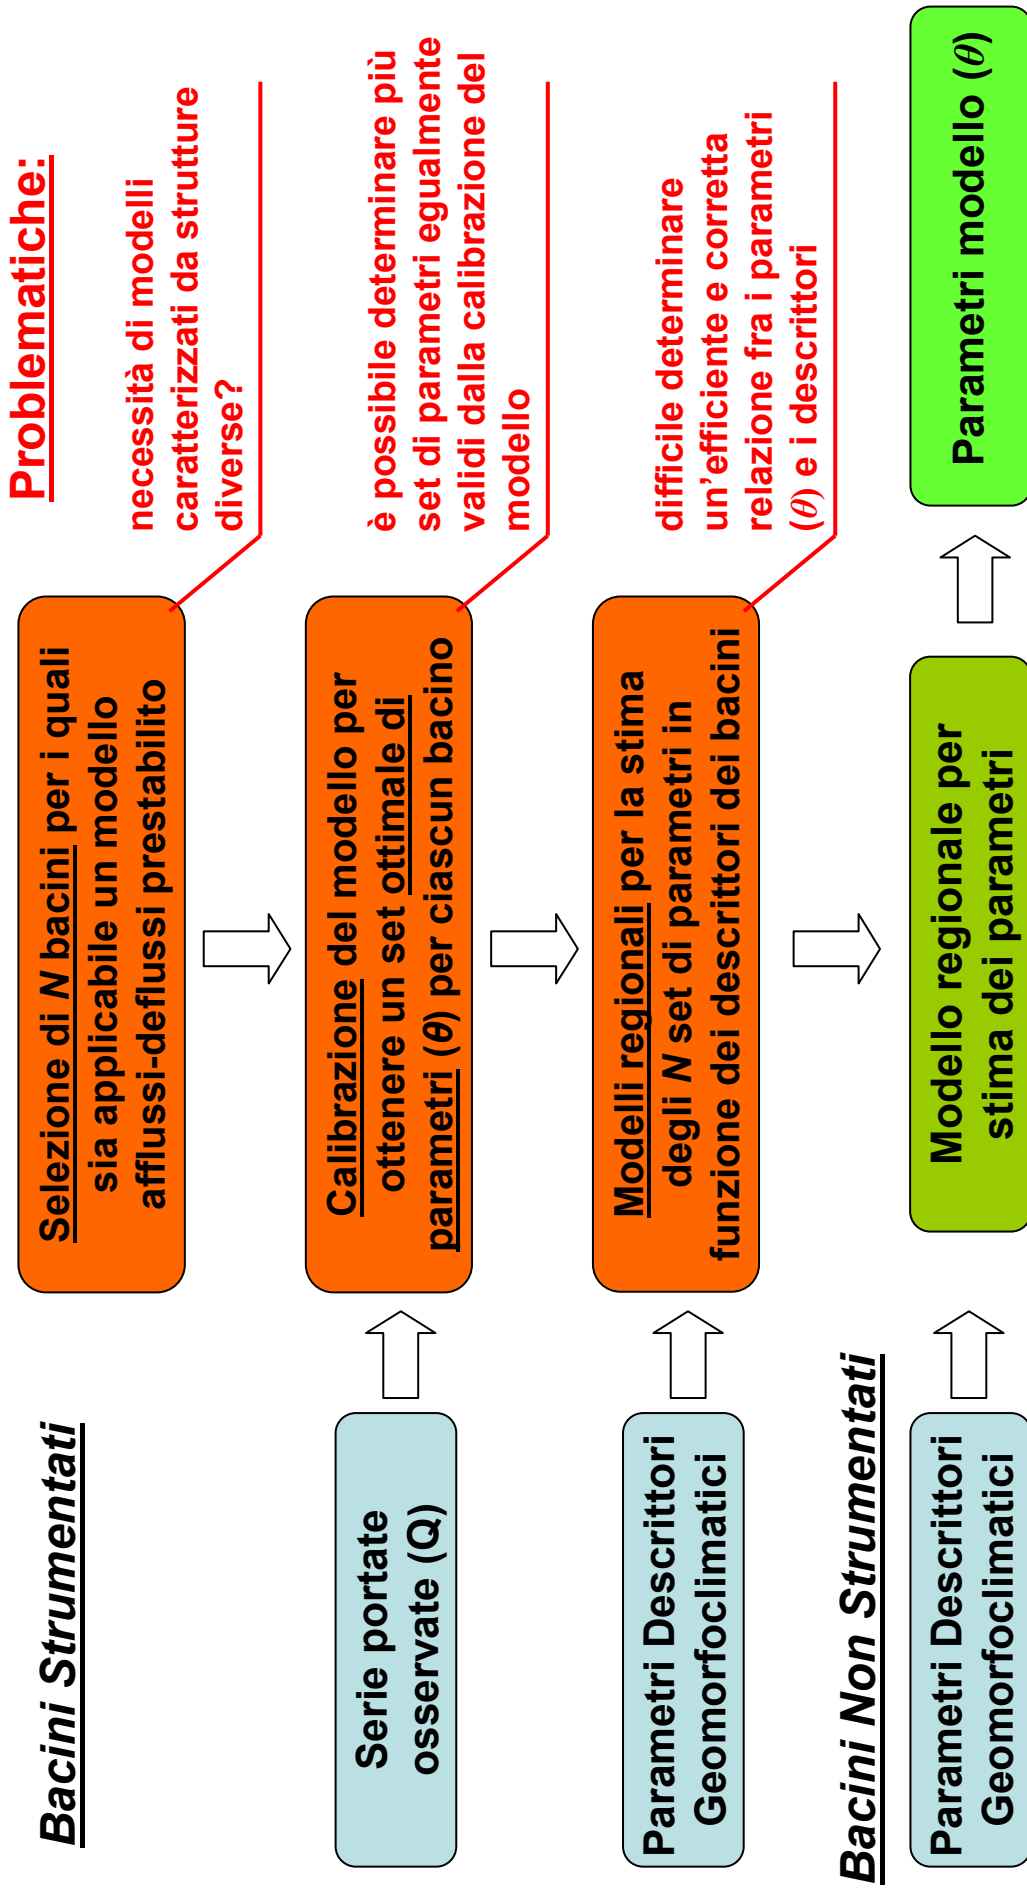 Bacini Strumentati
Problematiche:
Selezione di N bacini per i quali
sia applicabile un modello
afflussi-deflussi prestabilito
necessità di modelli
caratterizzati da strutture
diverse?
Serie portate
osservate (Q)
Calibrazione del modello per
ottenere un set ottimale di
parametri (θ) per ciascun bacino
è possibile determinare più
set di parametri egualmente
validi dalla calibrazione del
modello
Parametri Descrittori
Geomorfoclimatici
Modelli regionali per la stima
degli N set di parametri in
funzione dei descrittori dei bacini
difficile determinare
un'efficiente e corretta
relazione fra i parametri
(θ) e i descrittori
Bacini Non Strumentati
Parametri Descrittori
Geomorfoclimatici
Modello regionale per
stima dei parametri
Parametri modello (θ)